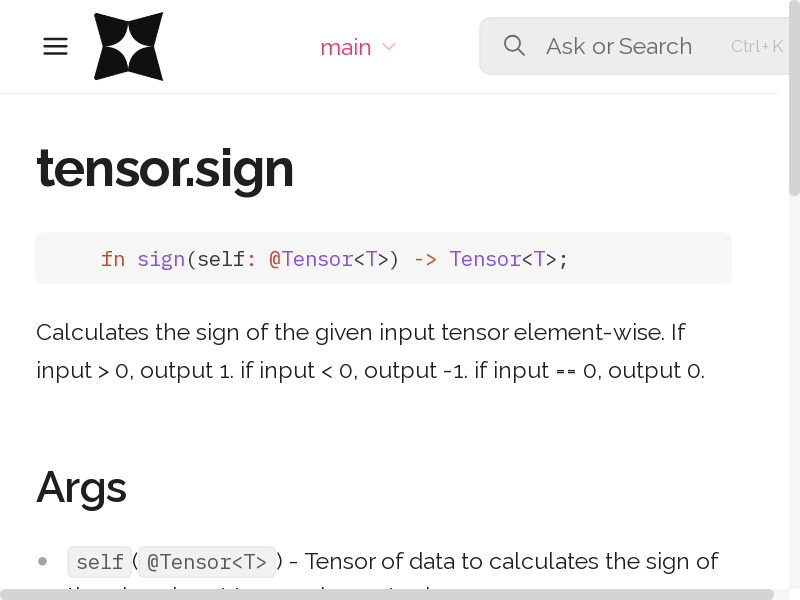 main
Ask or Search
Ctrl+K
tensor.sign
fn sign(self: @Tensor<T>) -> Tensor<T>;
Calculates the sign of the given input tensor element-wise. If
input > 0, output 1. if input < 0, output -1. if input == 0, output 0.
Args
self(@Tensor<T>) - Tensor of data to calculates the sign of